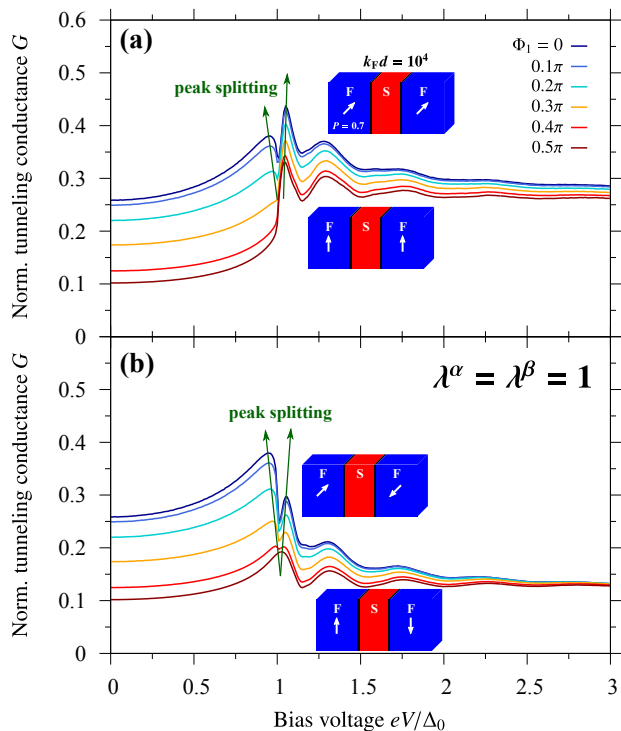 (a)
k_F d = 10^4
Φ_1 = 0
0.1π
0.2π
0.3π
0.4π
0.5π
peak splitting
F S F
P = 0.7
F S F
Norm. tunneling conductance G
0.6
0.5
0.4
0.3
0.2
0.1
0
(b)
λ^α = λ^β = 1
peak splitting
F S F
F S F
Norm. tunneling conductance G
0.5
0.4
0.3
0.2
0.1
0
0 0.5 1 1.5 2 2.5 3
Bias voltage eV/Δ_0